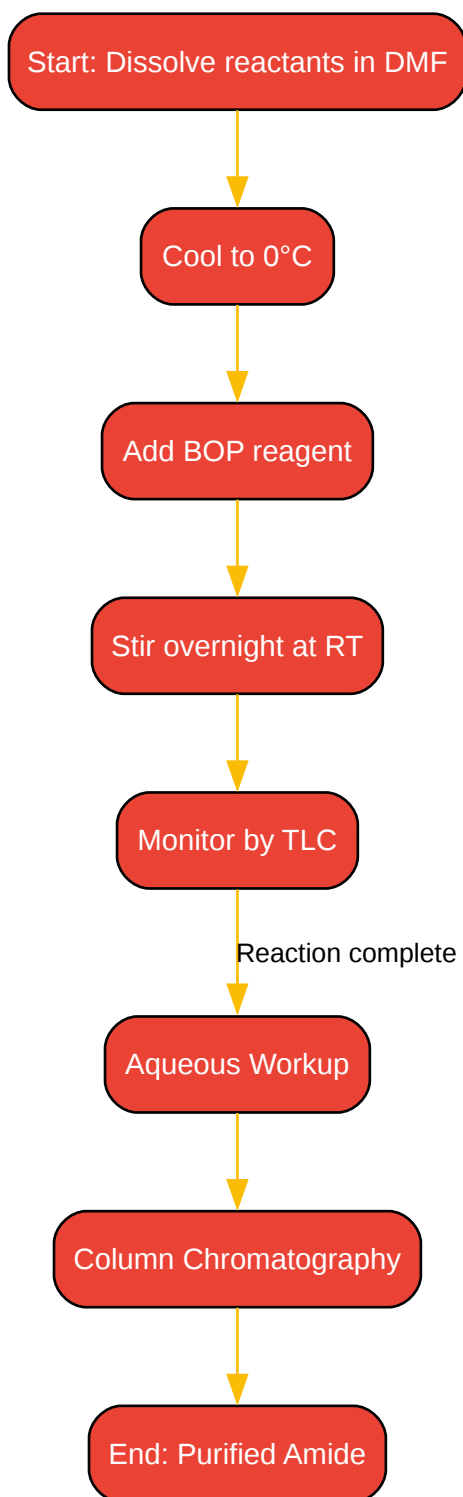 Start: Dissolve reactants in DMF
Cool to 0°C
Add BOP reagent
Stir overnight at RT
Monitor by TLC
Reaction complete
Aqueous Workup
Column Chromatography
End: Purified Amide